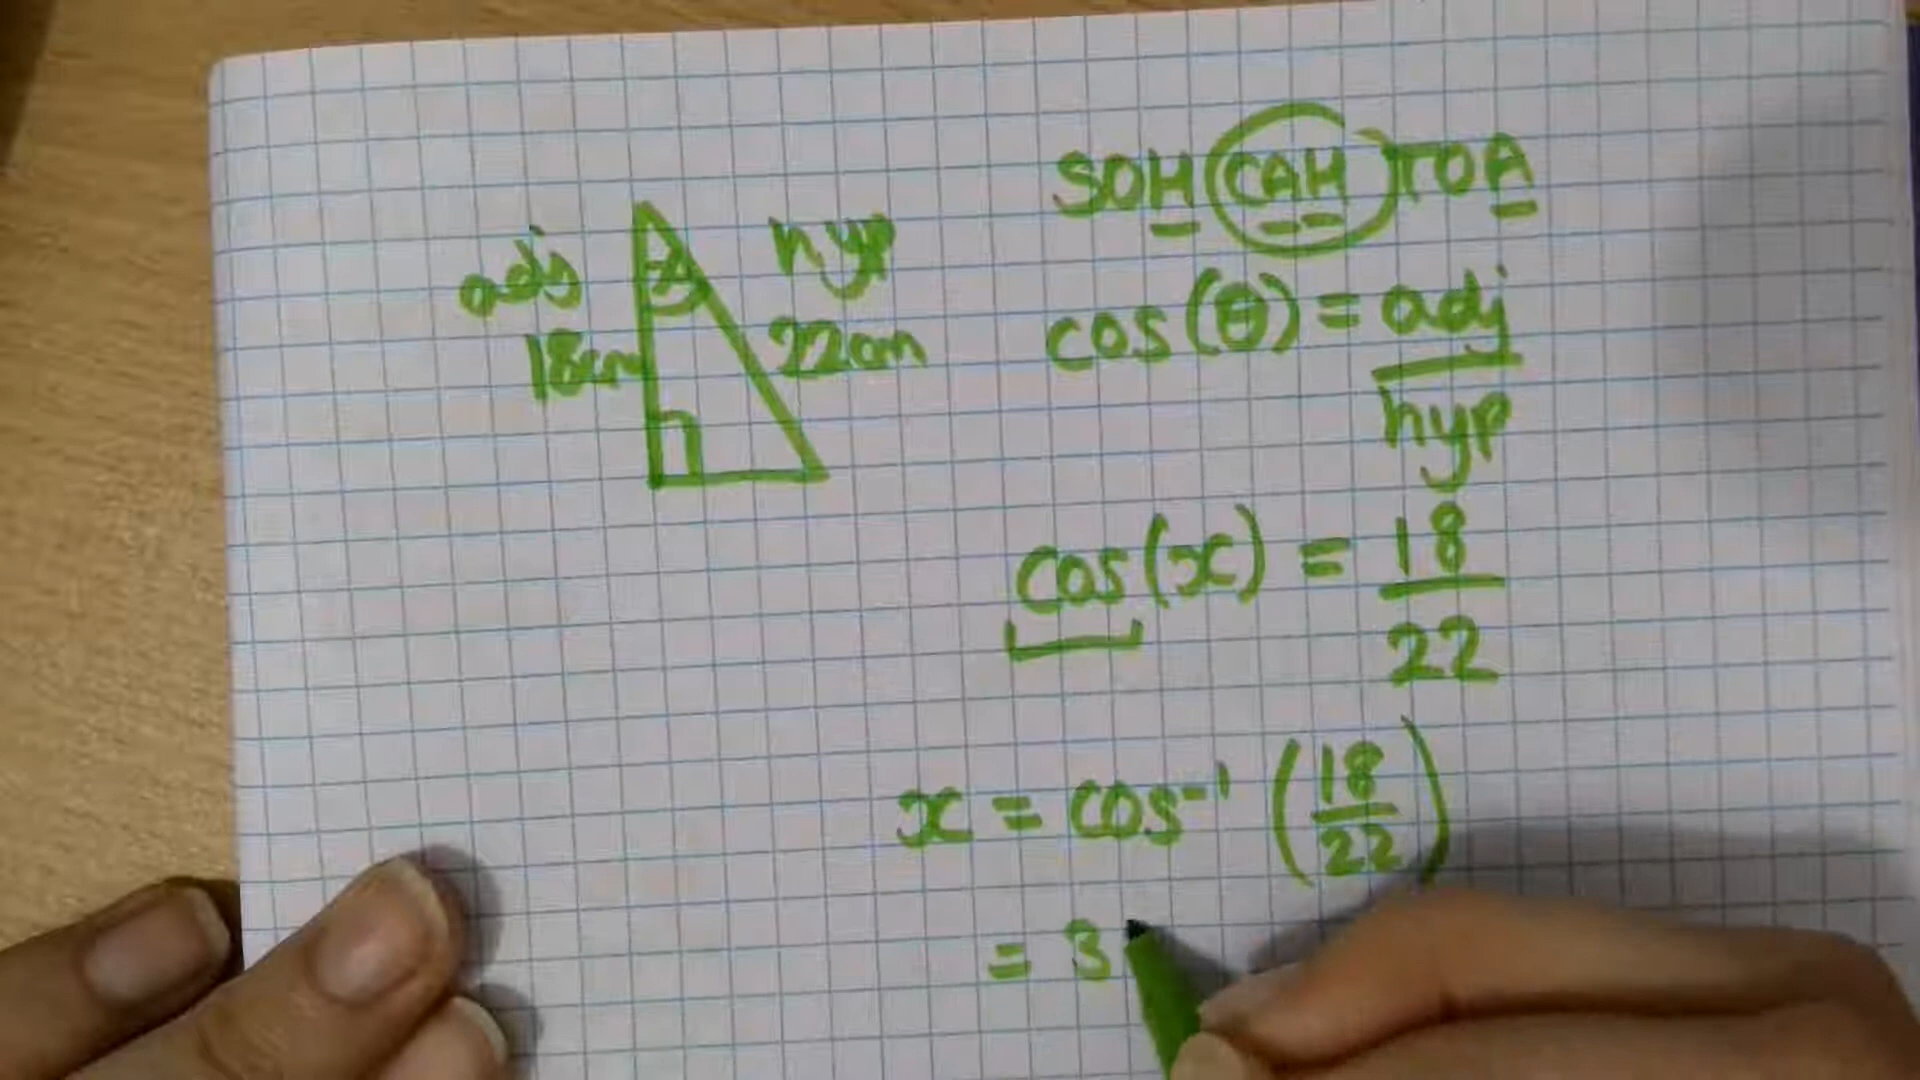 SOH CAH TOA
adj hyp
18cm 22cm
x
cos(θ) = adj
hyp
cos(x) = 18
22
x = cos⁻¹ (18/22)
= 3